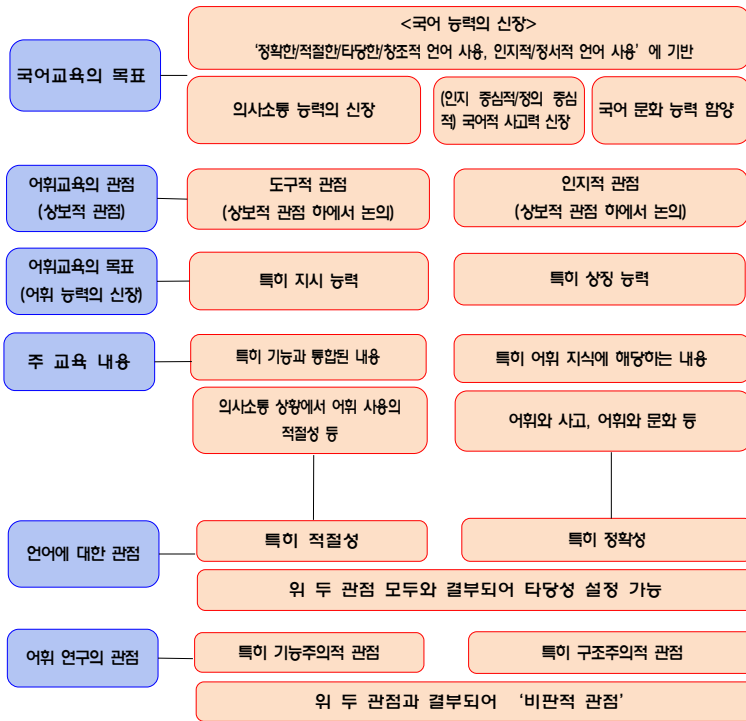 국어교육의 목표
<국어 능력의 신장>
'정확한/적절한/타당한/창조적 언어 사용, 인지적/정서적 언어 사용' 에 기반
의사소통 능력의 신장
(인지 중심적/정의 중심
적) 국어적 사고력 신장
국어 문화 능력 함양
어휘교육의 관점
(상보적 관점)
도구적 관점
(상보적 관점 하에서 논의)
인지적 관점
(상보적 관점 하에서 논의)
어휘교육의 목표
(어휘 능력의 신장)
특히 지시 능력
특히 상징 능력
주 교육 내용
특히 기능과 통합된 내용
특히 어휘 지식에 해당하는 내용
의사소통 상황에서 어휘 사용의
적절성 등
어휘와 사고, 어휘와 문화 등
언어에 대한 관점
특히 적절성
특히 정확성
위 두 관점 모두와 결부되어 타당성 설정 가능
어휘 연구의 관점
특히 기능주의적 관점
특히 구조주의적 관점
위 두 관점과 결부되어 '비판적 관점'